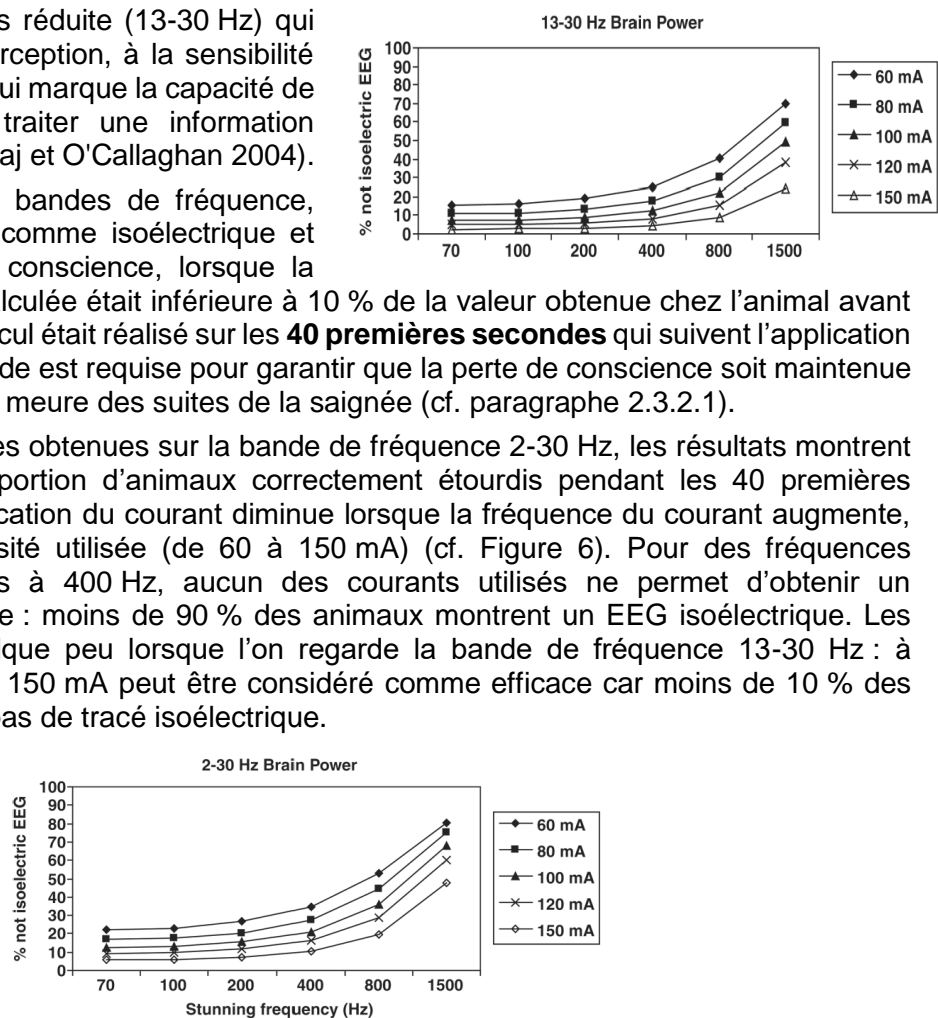 s réduite (13-30 Hz) qui
erception, à la sensibilité
ui marque la capacité de
traiter une information
aj et O'Callaghan 2004).
bandes de fréquence,
comme isoélectrique et
conscience, lorsque la
13-30 Hz Brain Power
% not isoelectric EEG
100
90
80
70
60
50
40
30
20
10
0
70 100 200 400 800 1500
60 mA
80 mA
100 mA
120 mA
150 mA
alculée était inférieure à 10 % de la valeur obtenue chez l'animal avant
cul était réalisé sur les 40 premières secondes qui suivent l'application
de est requise pour garantir que la perte de conscience soit maintenue
meure des suites de la saignée (cf. paragraphe 2.3.2.1).
es obtenues sur la bande de fréquence 2-30 Hz, les résultats montrent
portion d'animaux correctement étourdis pendant les 40 premières
ication du courant diminue lorsque la fréquence du courant augmente,
sité utilisée (de 60 à 150 mA) (cf. Figure 6). Pour des fréquences
s à 400 Hz, aucun des courants utilisés ne permet d'obtenir un
e : moins de 90 % des animaux montrent un EEG isoélectrique. Les
lque peu lorsque l'on regarde la bande de fréquence 13-30 Hz : à
150 mA peut être considéré comme efficace car moins de 10 % des
pas de tracé isoélectrique.
2-30 Hz Brain Power
% not isoelectric EEG
100
90
80
70
60
50
40
30
20
10
0
70 100 200 400 800 1500
Stunning frequency (Hz)
60 mA
80 mA
100 mA
120 mA
150 mA